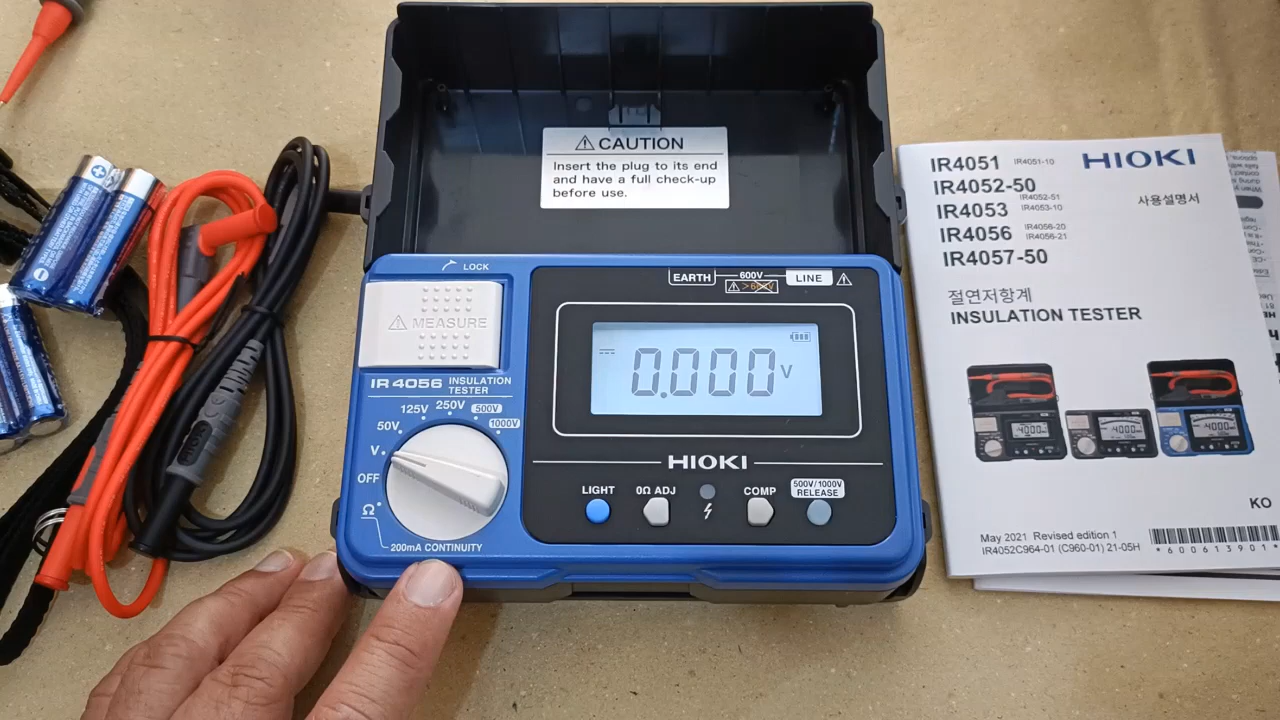 CAUTION
Insert the plug to its end
and have a full check-up
before use.
LOCK
MEASURE
IR4056 INSULATION TESTER
50V
125V
250V
500V
1000V
V
OFF
Ω
200mA CONTINUITY
EARTH
600V
LINE
0.000 V
HIOKI
LIGHT
0Ω ADJ
COMP
500V/1000V
RELEASE
HIOKI
IR4051 IR4051-10
IR4052-50
IR4052-51
IR4053 IR4053-10
IR4056 IR4056-20
IR4056-21
IR4057-50
사용설명서
절연저항계
INSULATION TESTER
KO
May 2021 Revised edition 1
IR4052C964-01 (C960-01) 21-05H
*600613901*